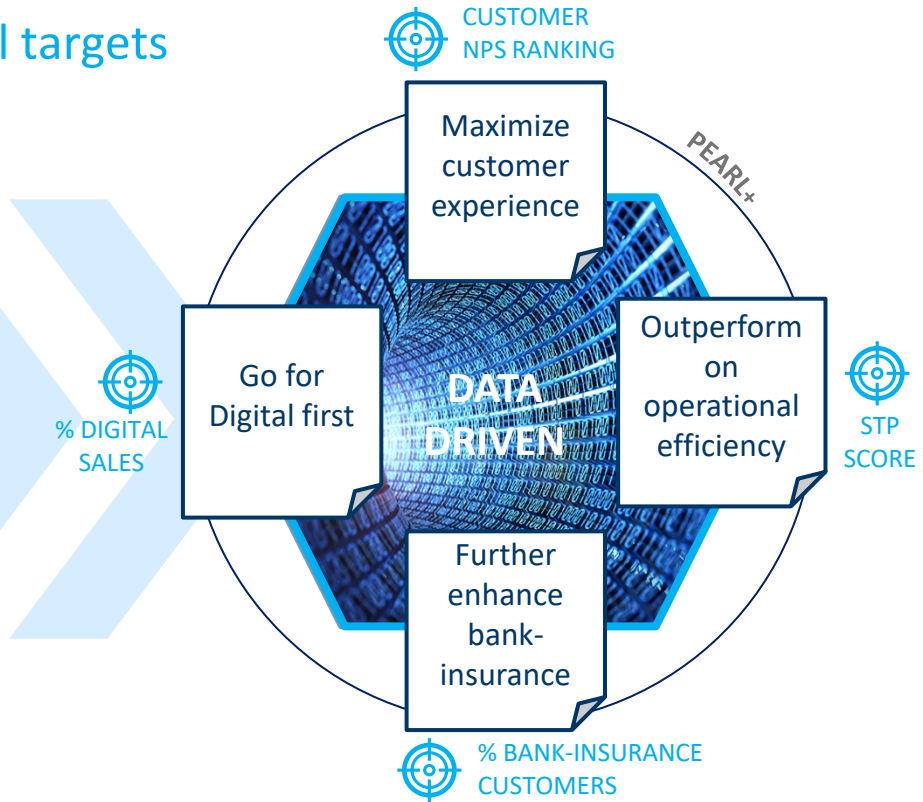 l targets
CUSTOMER
NPS RANKING
Maximize
customer
experience
PEARL+
Go for
Digital first
% DIGITAL
SALES
DATA
DRIVEN
Outperform
on
operational
efficiency
STP
SCORE
Further
enhance
bank-
insurance
% BANK-INSURANCE
CUSTOMERS